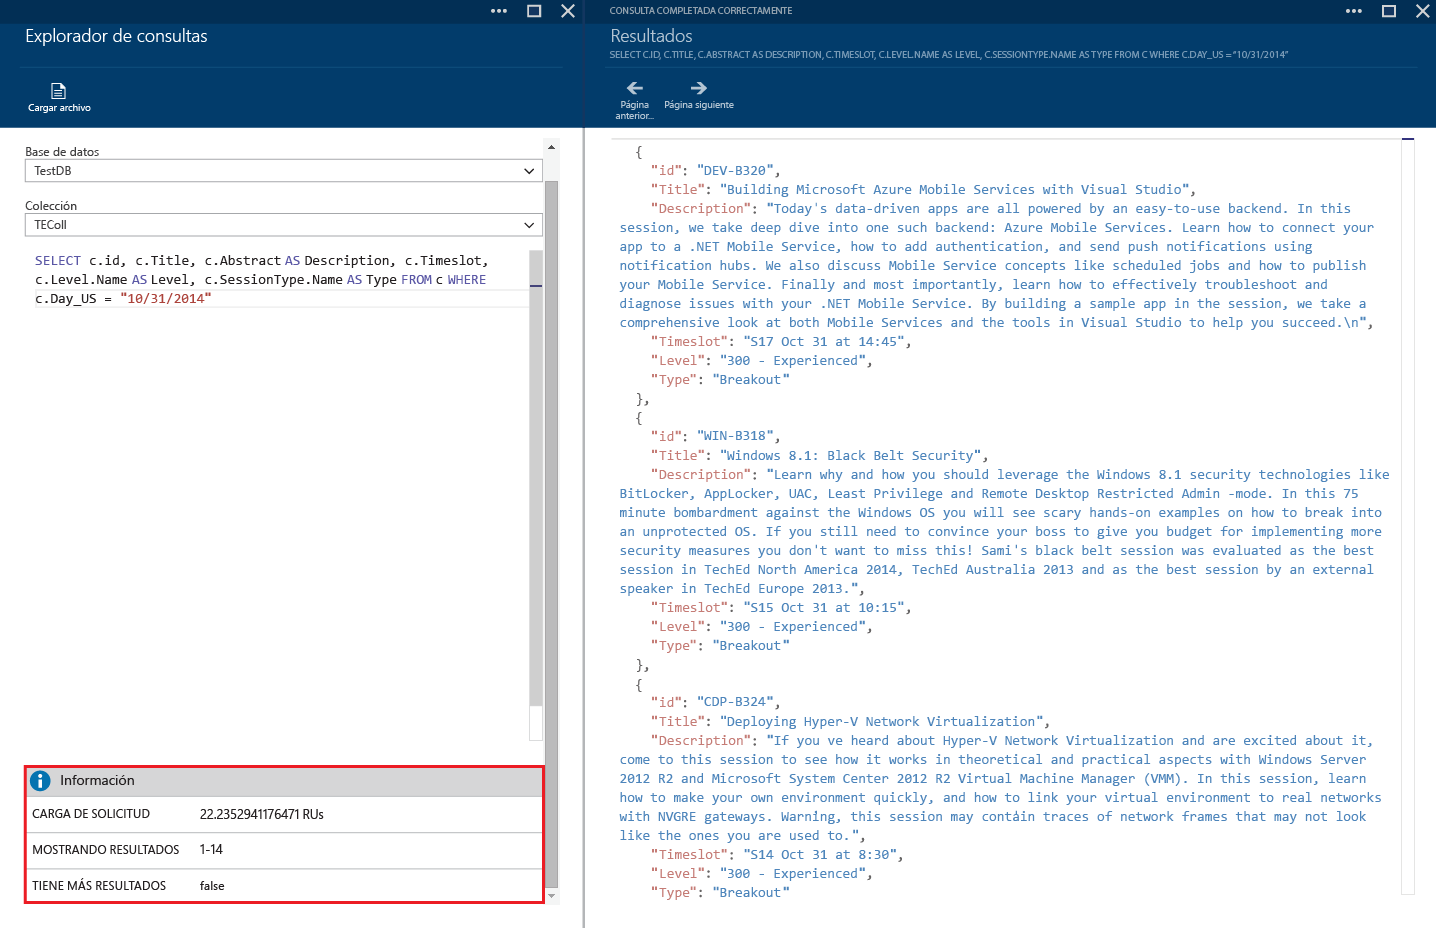 Explorador de consultas
Cargar archivo
Base de datos
TestDB
Colección
TEColl
SELECT c.id, c.Title, c.Abstract AS Description, c.Timeslot,
c.Level.Name AS Level, c.SessionType.Name AS Type FROM c WHERE
c.Day_US = "10/31/2014"
Información
CARGA DE SOLICITUD 22.2352941176471 RUs
MOSTRANDO RESULTADOS 1-14
TIENE MÁS RESULTADOS false
CONSULTA COMPLETADA CORRECTAMENTE
Resultados
SELECT C.ID, C.TITLE, C.ABSTRACT AS DESCRIPTION, C.TIMESLOT, C.LEVEL.NAME AS LEVEL, C.SESSIONTYPE.NAME AS TYPE FROM C WHERE C.DAY_US = "10/31/2014"
Página
anterior...
Página siguiente
{
"id": "DEV-B320",
"Title": "Building Microsoft Azure Mobile Services with Visual Studio",
"Description": "Today's data-driven apps are all powered by an easy-to-use backend. In this
session, we take deep dive into one such backend: Azure Mobile Services. Learn how to connect your
app to a .NET Mobile Service, how to add authentication, and send push notifications using
notification hubs. We also discuss Mobile Service concepts like scheduled jobs and how to publish
your Mobile Service. Finally and most importantly, learn how to effectively troubleshoot and
diagnose issues with your .NET Mobile Service. By building a sample app in the session, we take a
comprehensive look at both Mobile Services and the tools in Visual Studio to help you succeed.\n",
"Timeslot": "S17 Oct 31 at 14:45",
"Level": "300 - Experienced",
"Type": "Breakout"
},
{
"id": "WIN-B318",
"Title": "Windows 8.1: Black Belt Security",
"Description": "Learn why and how you should leverage the Windows 8.1 security technologies like
BitLocker, AppLocker, UAC, Least Privilege and Remote Desktop Restricted Admin -mode. In this 75
minute bombardment against the Windows OS you will see scary hands-on examples on how to break into
an unprotected OS. If you still need to convince your boss to give you budget for implementing more
security measures you don't want to miss this! Sami's black belt session was evaluated as the best
session in TechEd North America 2014, TechEd Australia 2013 and as the best session by an external
speaker in TechEd Europe 2013.",
"Timeslot": "S15 Oct 31 at 10:15",
"Level": "300 - Experienced",
"Type": "Breakout"
},
{
"id": "CDP-B324",
"Title": "Deploying Hyper-V Network Virtualization",
"Description": "If you ve heard about Hyper-V Network Virtualization and are excited about it,
come to this session to see how it works in theoretical and practical aspects with Windows Server
2012 R2 and Microsoft System Center 2012 R2 Virtual Machine Manager (VMM). In this session, learn
how to make your own environment quickly, and how to link your virtual environment to real networks
with NVGRE gateways. Warning, this session may contain traces of network frames that may not look
like the ones you are used to.",
"Timeslot": "S14 Oct 31 at 8:30",
"Level": "300 - Experienced",
"Type": "Breakout"